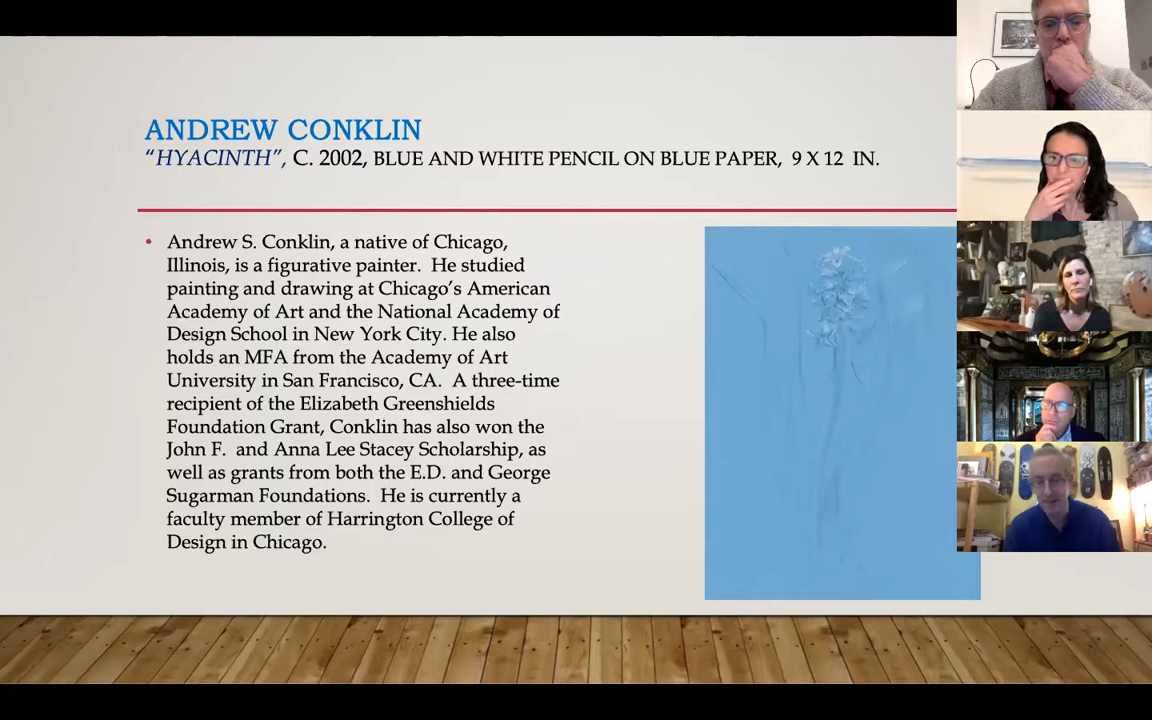 ANDREW CONKLIN
“HYACINTH”, C. 2002, BLUE AND WHITE PENCIL ON BLUE PAPER, 9 X 12 IN.
• Andrew S. Conklin, a native of Chicago,
Illinois, is a figurative painter. He studied
painting and drawing at Chicago’s American
Academy of Art and the National Academy of
Design School in New York City. He also
holds an MFA from the Academy of Art
University in San Francisco, CA. A three-time
recipient of the Elizabeth Greenshields
Foundation Grant, Conklin has also won the
John F. and Anna Lee Stacey Scholarship, as
well as grants from both the E.D. and George
Sugarman Foundations. He is currently a
faculty member of Harrington College of
Design in Chicago.